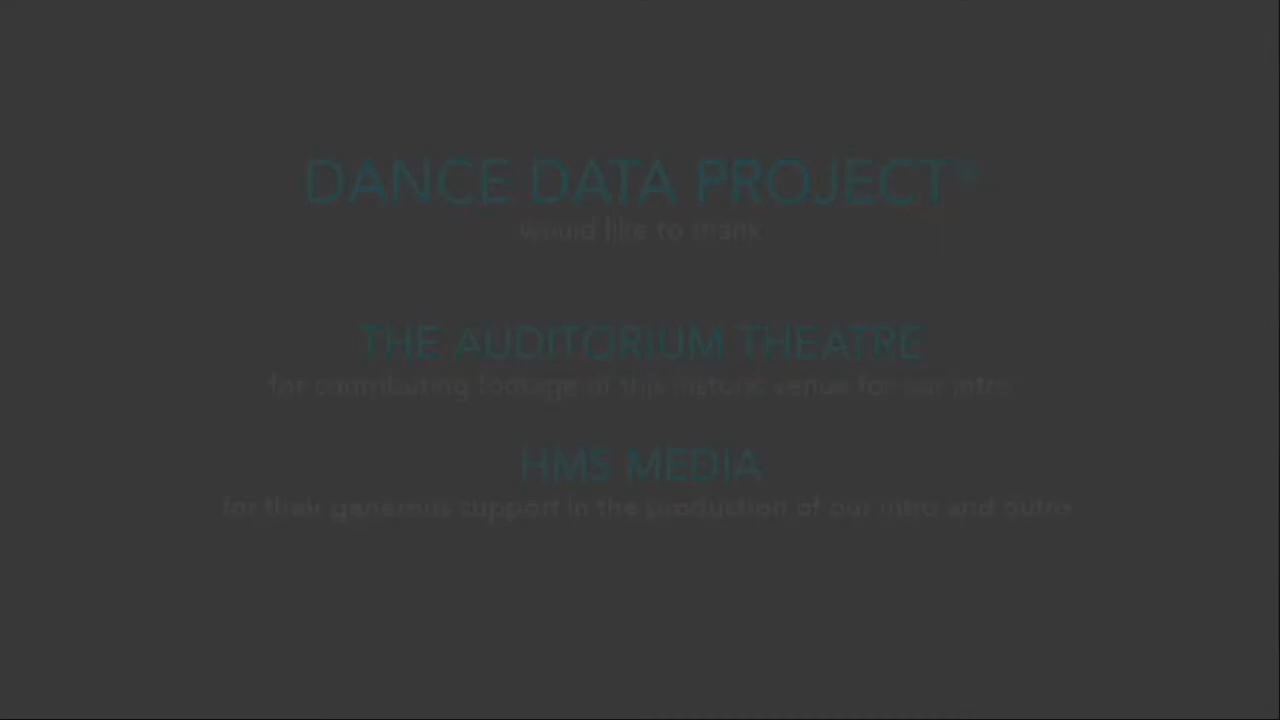 DANCE DATA PROJECT®
would like to thank
THE AUDITORIUM THEATRE
for contributing footage of this historic venue for our intro
HMS MEDIA
for their generous support in the production of our intro and outro